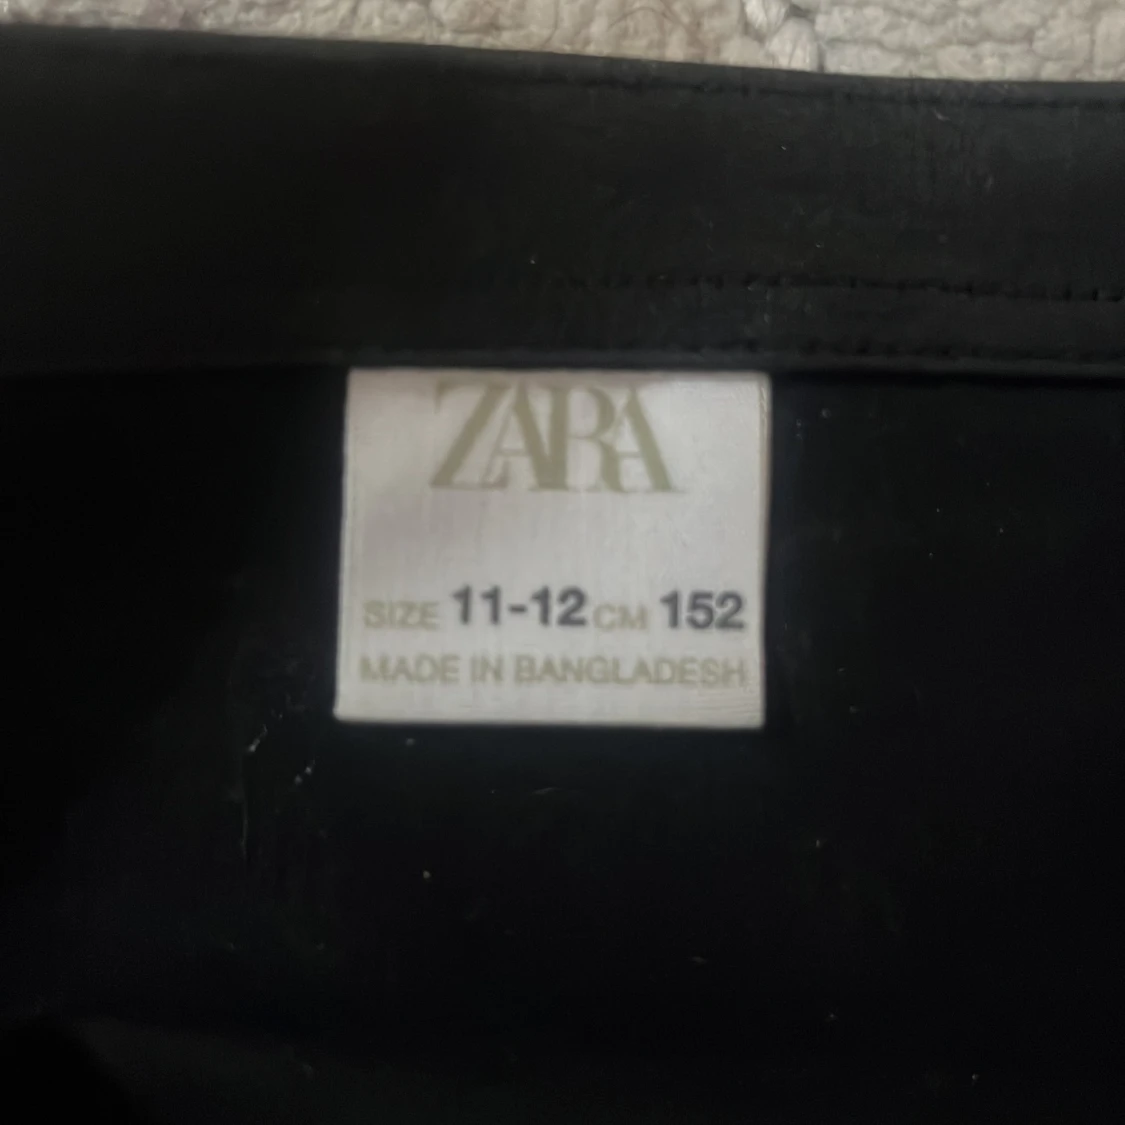 ZARA
SIZE 11-12 CM 152
MADE IN BANGLADESH